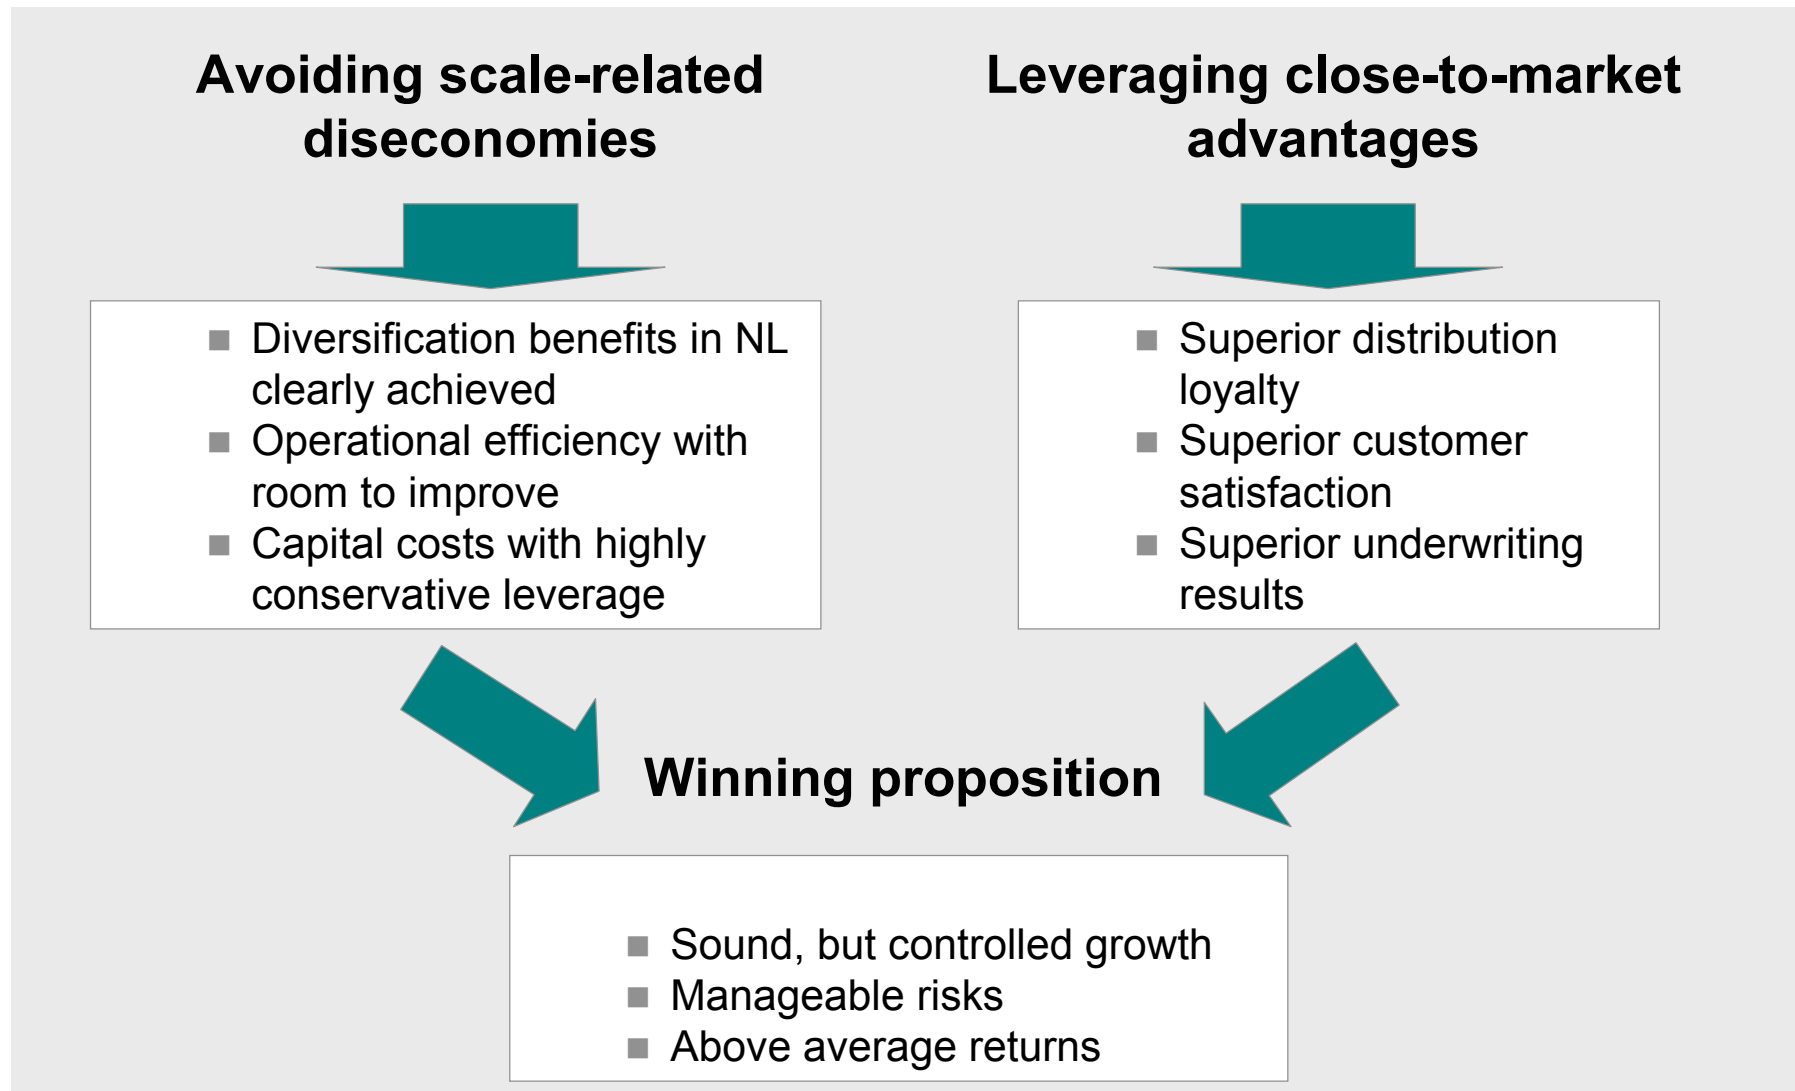 Avoiding scale-related
diseconomies
Leveraging close-to-market
advantages
Diversification benefits in NL
clearly achieved
Operational efficiency with
room to improve
Capital costs with highly
conservative leverage
Superior distribution
loyalty
Superior customer
satisfaction
Superior underwriting
results
Winning proposition
Sound, but controlled growth
Manageable risks
Above average returns